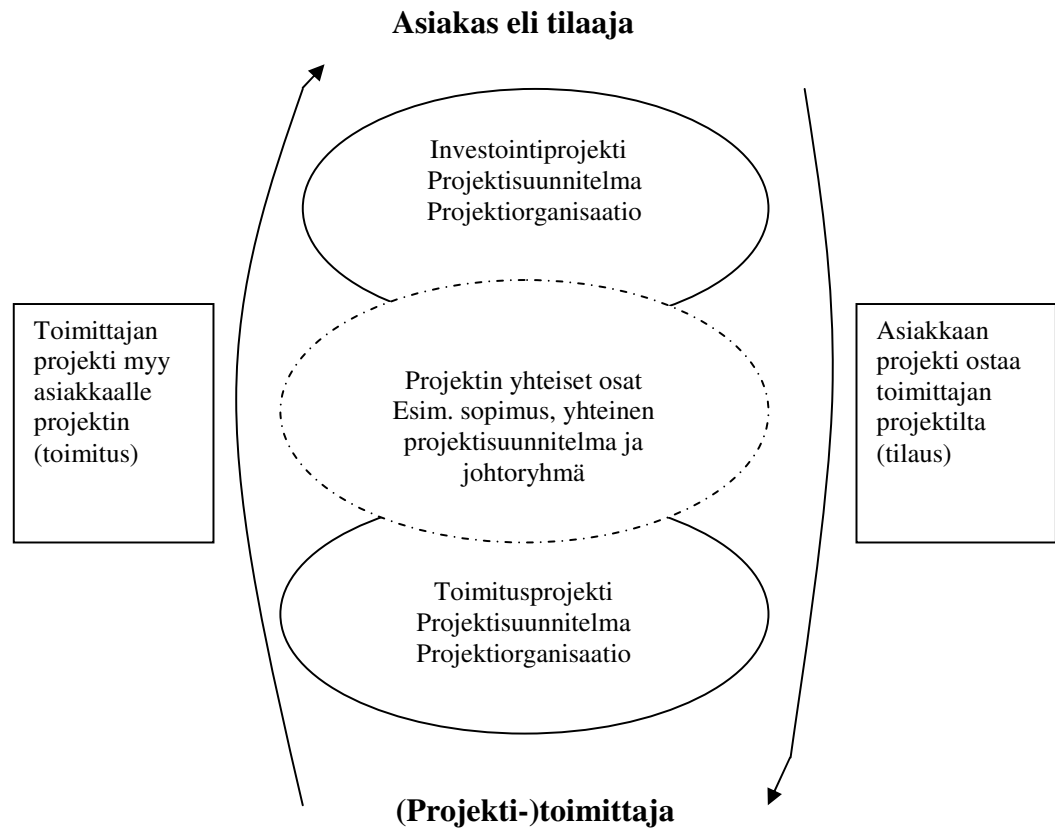 Asiakas eli tilaaja
Investointiprojekti
Projektisuunnitelma
Projektiorganisaatio
Toimittajan
projekti myy
asiakkaalle
projektin
(toimitus)
Projektin yhteiset osat
Esim. sopimus, yhteinen
projektisuunnitelma ja
johtoryhmä
Asiakkaan
projekti ostaa
toimittajan
projektilta
(tilaus)
Toimitusprojekti
Projektisuunnitelma
Projektiorganisaatio
(Projekti-)toimittaja